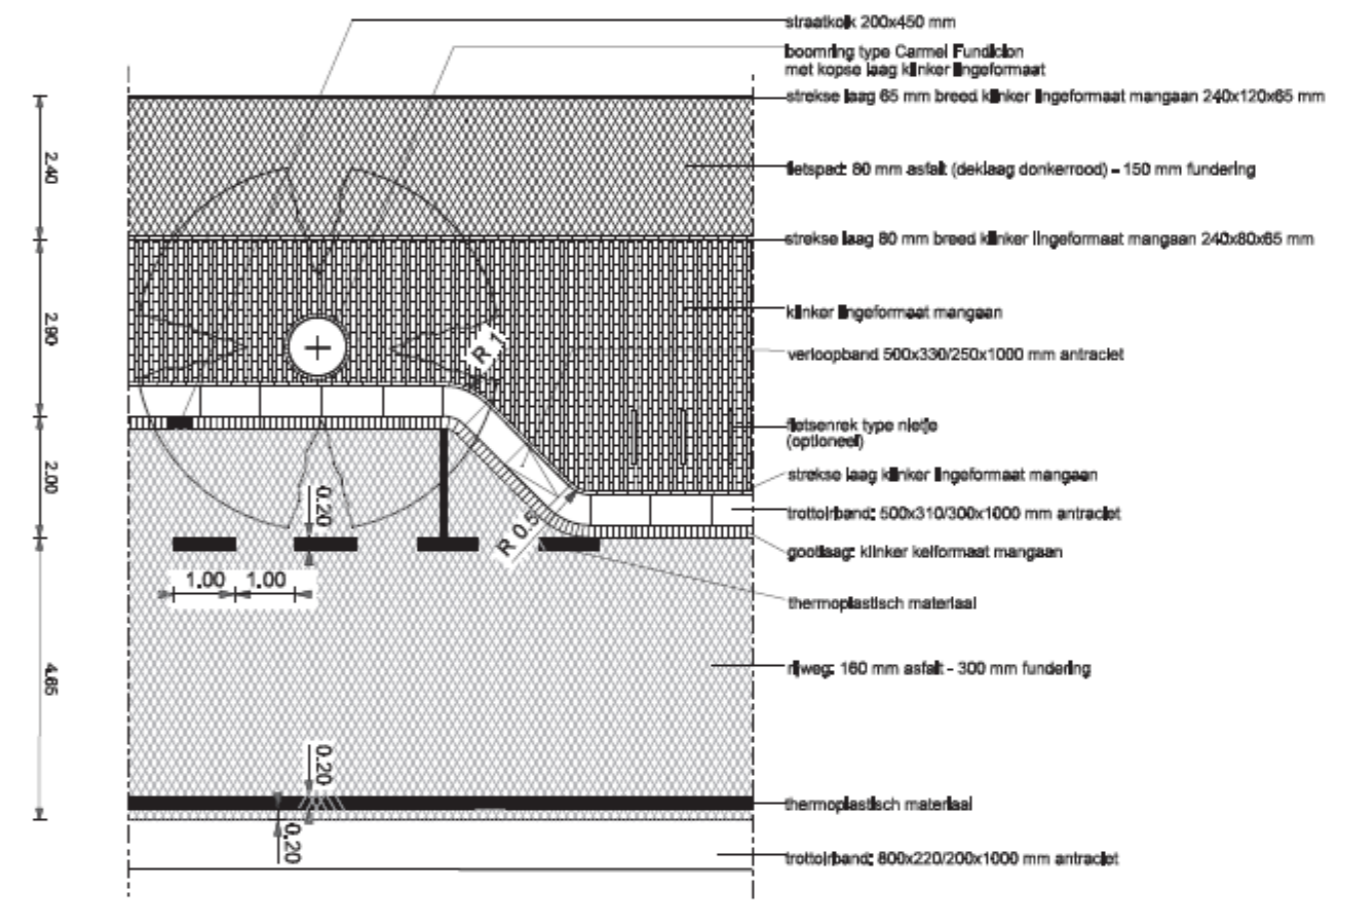 straatkolk 200x450 mm
boomring type Carmel Fundicion
met kopse laag klinker lingeformaat
strekse laag 65 mm breed klinker lingeformaat mangaan 240x120x65 mm
fietspad: 80 mm asfalt (deklaag donkerrood) - 150 mm fundering
strekse laag 80 mm breed klinker lingeformaat mangaan 240x80x65 mm
klinker lingeformaat mangaan
verloopband 500x330/250x1000 mm antraciet
fietsenrek type nietje
(optioneel)
strekse laag klinker lingeformaat mangaan
trottoirband: 500x310/300x1000 mm antraciet
gootlaag: klinker keiformaat mangaan
thermoplastisch materiaal
rijweg: 160 mm asfalt - 300 mm fundering
thermoplastisch materiaal
trottoirband: 800x220/200x1000 mm antraciet
2.40
2.90
2.00
4.65
R 1
R 0.5
0.20
1.00 1.00
0.20
0.20